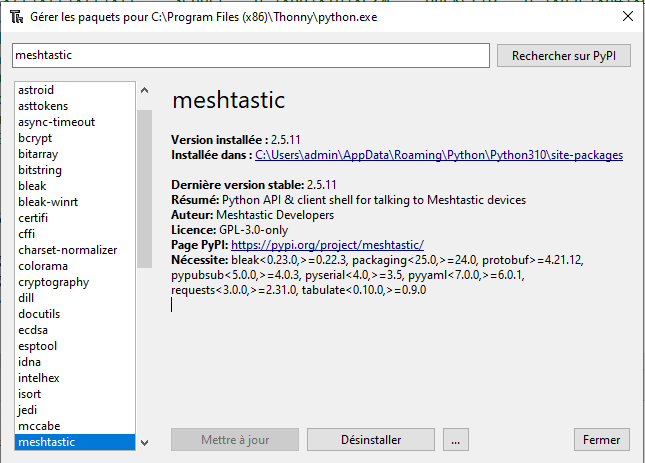 Gérer les paquets pour C:\Program Files (x86)\Thonny\python.exe
meshtastic
Rechercher sur PyPI
astroid
asttokens
async-timeout
bcrypt
bitarray
bitstring
bleak
bleak-winrt
certifi
cffi
charset-normalizer
colorama
cryptography
dill
docutils
ecdsa
esptool
idna
intelhex
isort
jedi
mccabe
meshtastic
meshtastic
Version installée : 2.5.11
Installée dans : C:\Users\admin\AppData\Roaming\Python\Python310\site-packages
Dernière version stable: 2.5.11
Résumé: Python API & client shell for talking to Meshtastic devices
Auteur: Meshtastic Developers
Licence: GPL-3.0-only
Page PyPI: https://pypi.org/project/meshtastic/
Nécessite: bleak<0.23.0,>=0.22.3, packaging<25.0,>=24.0, protobuf>=4.21.12,
pypubsub<5.0.0,>=4.0.3, pyserial<4.0,>=3.5, pyyaml<7.0.0,>=6.0.1,
requests<3.0.0,>=2.31.0, tabulate<0.10.0,>=0.9.0
Mettre à jour
Désinstaller
...
Fermer